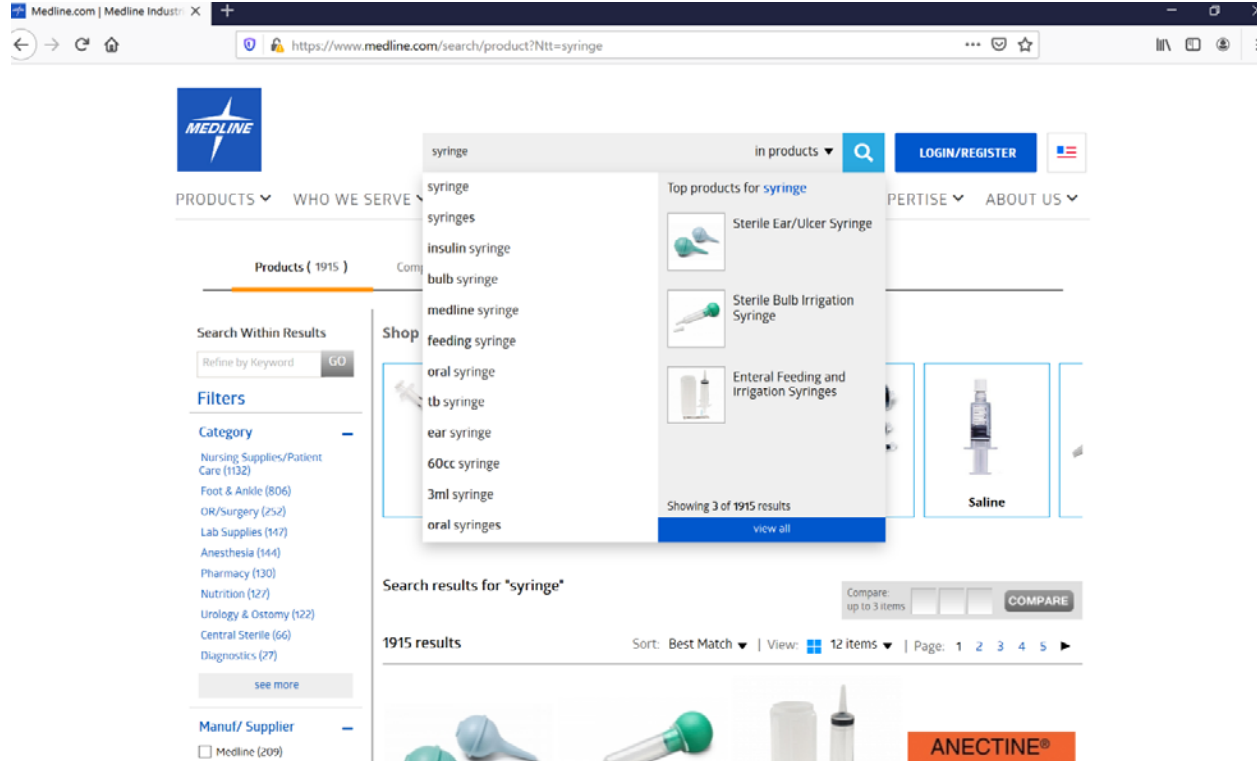 Medline.com | Medline Industri
https://www.medline.com/search/product?Ntt=syringe
MEDLINE
syringe
in products
LOGIN/REGISTER
PRODUCTS
WHO WE SERVE
PERTISE
ABOUT US
syringe
syringes
insulin syringe
bulb syringe
medline syringe
feeding syringe
oral syringe
tb syringe
ear syringe
60cc syringe
3ml syringe
oral syringes
Top products for syringe
Sterile Ear/Ulcer Syringe
Sterile Bulb Irrigation
Syringe
Enteral Feeding and
Irrigation Syringes
Showing 3 of 1915 results
view all
Products ( 1915 )
Com
Search Within Results
Refine by Keyword
GO
Filters
Category
Nursing Supplies/Patient
Care (1132)
Foot & Ankle (806)
OR/Surgery (252)
Lab Supplies (147)
Anesthesia (144)
Pharmacy (130)
Nutrition (127)
Urology & Ostomy (122)
Central Sterile (66)
Diagnostics (27)
see more
Manuf/ Supplier
Medline (209)
Shop
Saline
Search results for "syringe"
Compare:
up to 3 items
COMPARE
1915 results
Sort: Best Match | View: 12 items | Page: 1 2 3 4 5
ANECTINE®